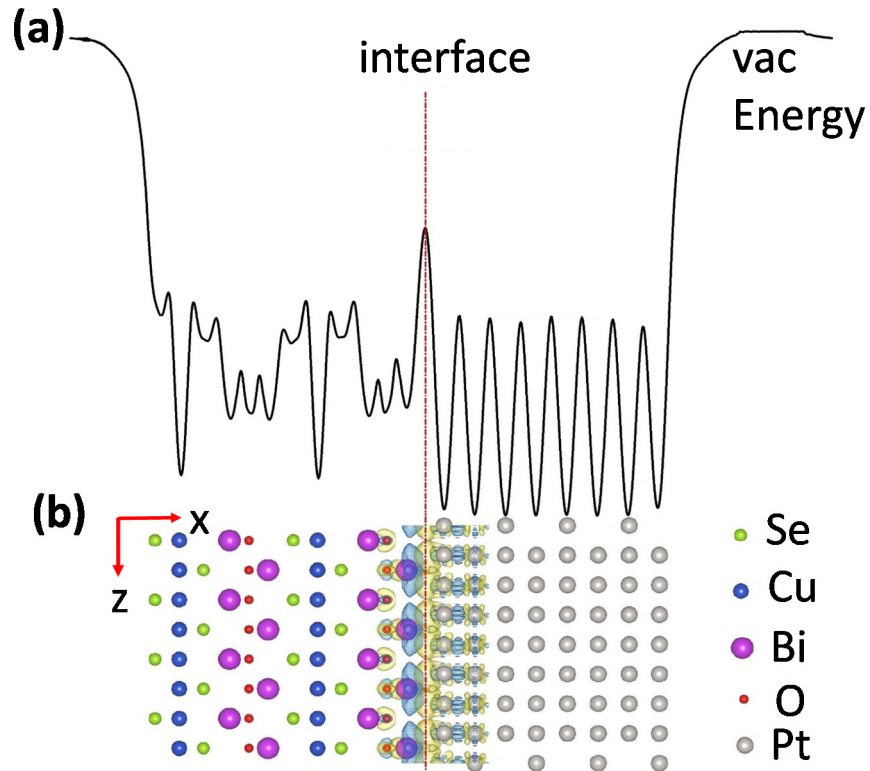 (a)
interface
vac
Energy
(b)
x
z
Se
Cu
Bi
O
Pt